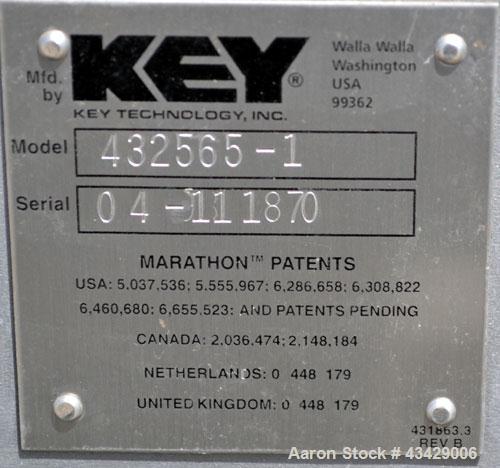 Mfd. by
KEY®
KEY TECHNOLOGY, INC.
Walla Walla
Washington
USA
99362
Model 432565-1
Serial 04-111870
MARATHON™ PATENTS
USA: 5,037,536; 5,555,967; 6,286,658; 6,308,822
6,460,680; 6,655,523; AND PATENTS PENDING
CANADA: 2,036,474; 2,148,184
NETHERLANDS: 0 448 179
UNITED KINGDOM: 0 448 179
431863.3
REV B
Aaron Stock # 43429006